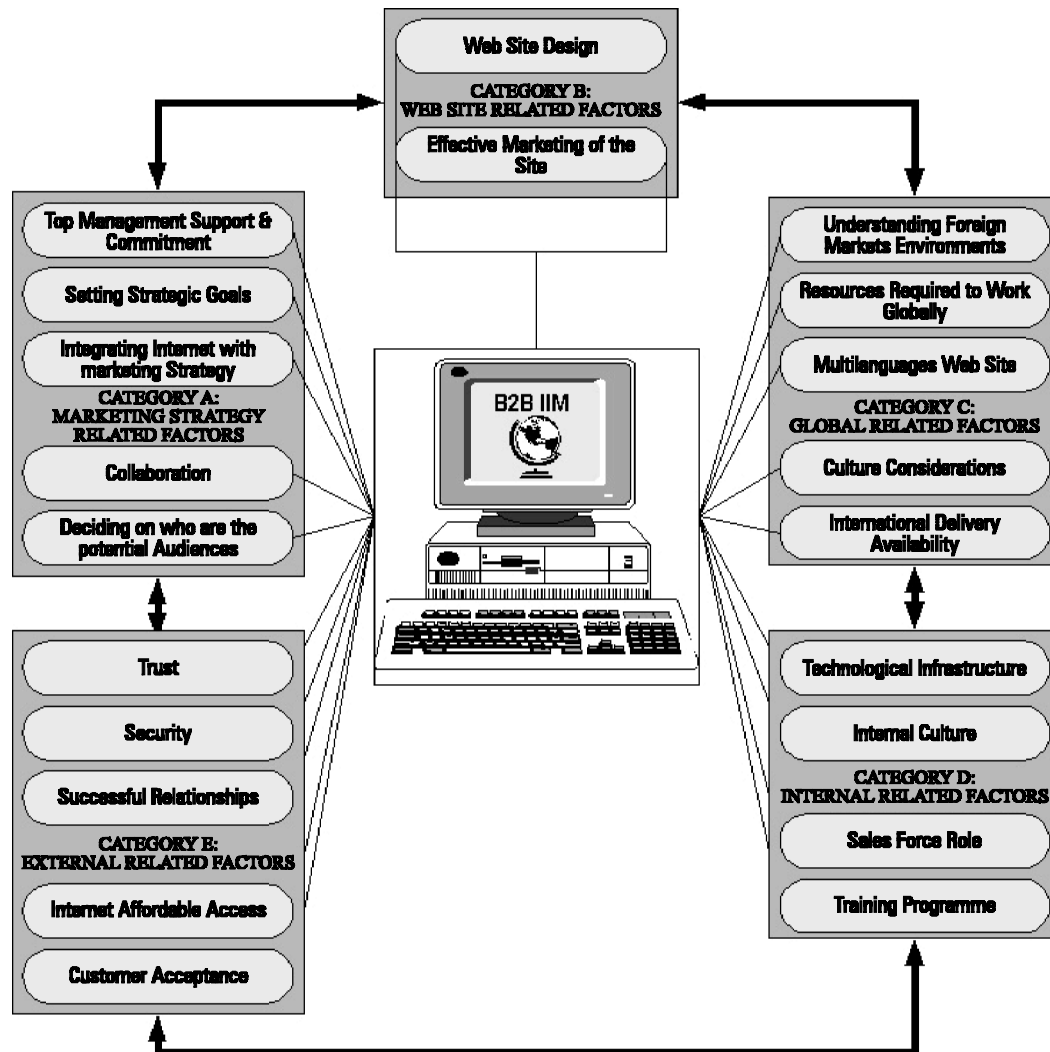 Web Site Design
CATEGORY B:
WEB SITE RELATED FACTORS
Effective Marketing of the
Site
Top Management Support &
Commitment
Setting Strategic Goals
Integrating Internet with
marketing Strategy
CATEGORY A:
MARKETING STRATEGY
RELATED FACTORS
Collaboration
Deciding on who are the
potential Audiences
B2B IIM
Understanding Foreign
Markets Environments
Resources Required to Work
Globally
Multilanguages Web Site
CATEGORY C:
GLOBAL RELATED FACTORS
Culture Considerations
International Delivery
Availability
Trust
Security
Successful Relationships
CATEGORY E:
EXTERNAL RELATED FACTORS
Internet Affordable Access
Customer Acceptance
Technological Infrastructure
Internal Culture
CATEGORY D:
INTERNAL RELATED FACTORS
Sales Force Role
Training Programme